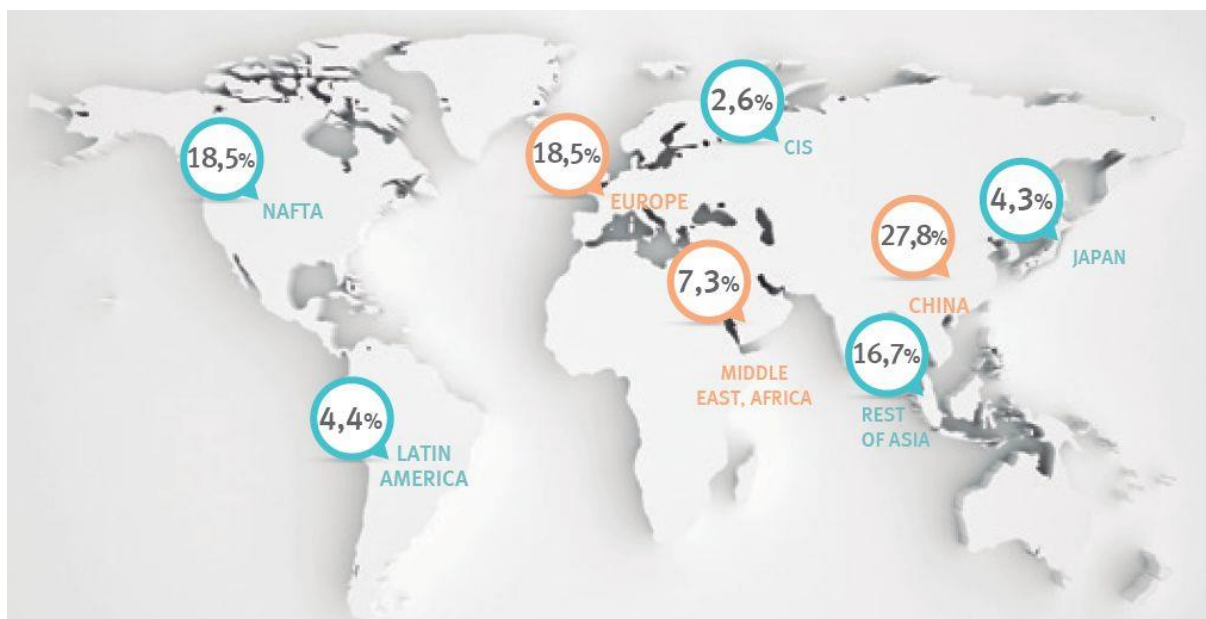 2,6%
CIS
18,5%
NAFTA
18,5%
EUROPE
4,3%
JAPAN
27,8%
CHINA
7,3%
MIDDLE
EAST, AFRICA
16,7%
REST
OF ASIA
4,4%
LATIN
AMERICA